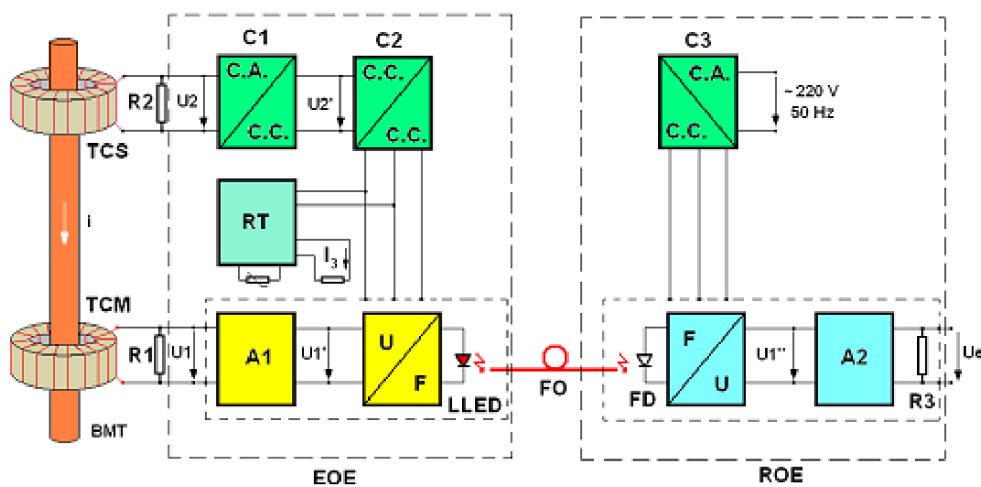 C1
C2
C3
C.A.
C.C.
C.C.
C.C.
C.A.
C.C.
~ 220 V
50 Hz
R2
U2
U2'
TCS
RT
I3
i
TCM
R1
U1
A1
U1'
U
F
LLED
FO
FD
F
U
U1''
A2
R3
Ue
BMT
EOE
ROE